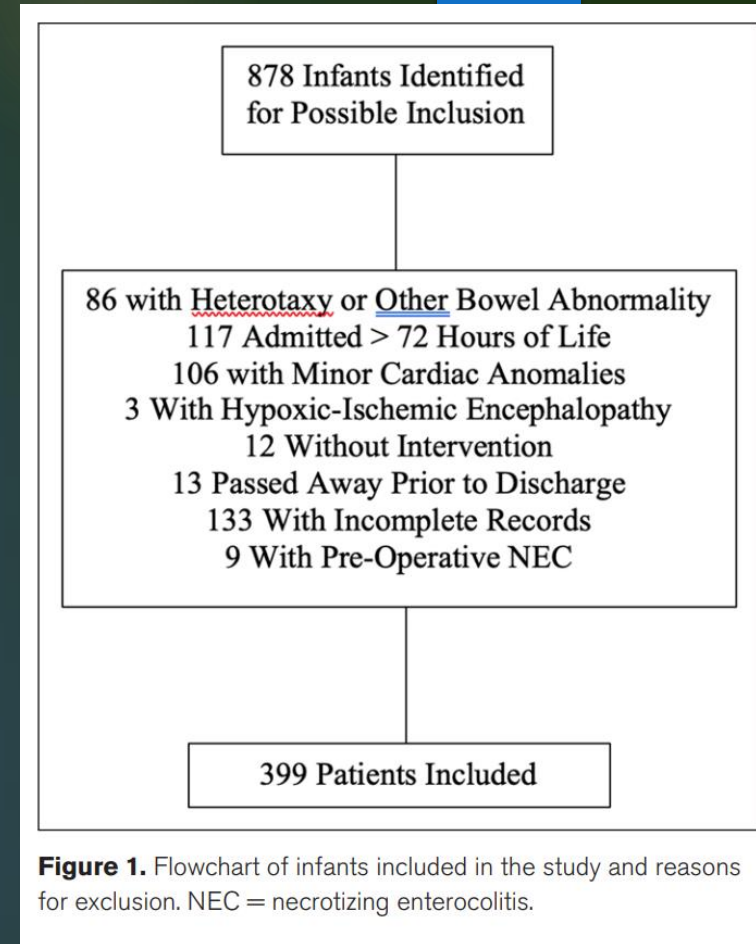 878 Infants Identified
for Possible Inclusion
86 with Heterotaxy or Other Bowel Abnormality
117 Admitted > 72 Hours of Life
106 with Minor Cardiac Anomalies
3 With Hypoxic-Ischemic Encephalopathy
12 Without Intervention
13 Passed Away Prior to Discharge
133 With Incomplete Records
9 With Pre-Operative NEC
399 Patients Included
Figure 1. Flowchart of infants included in the study and reasons
for exclusion. NEC = necrotizing enterocolitis.